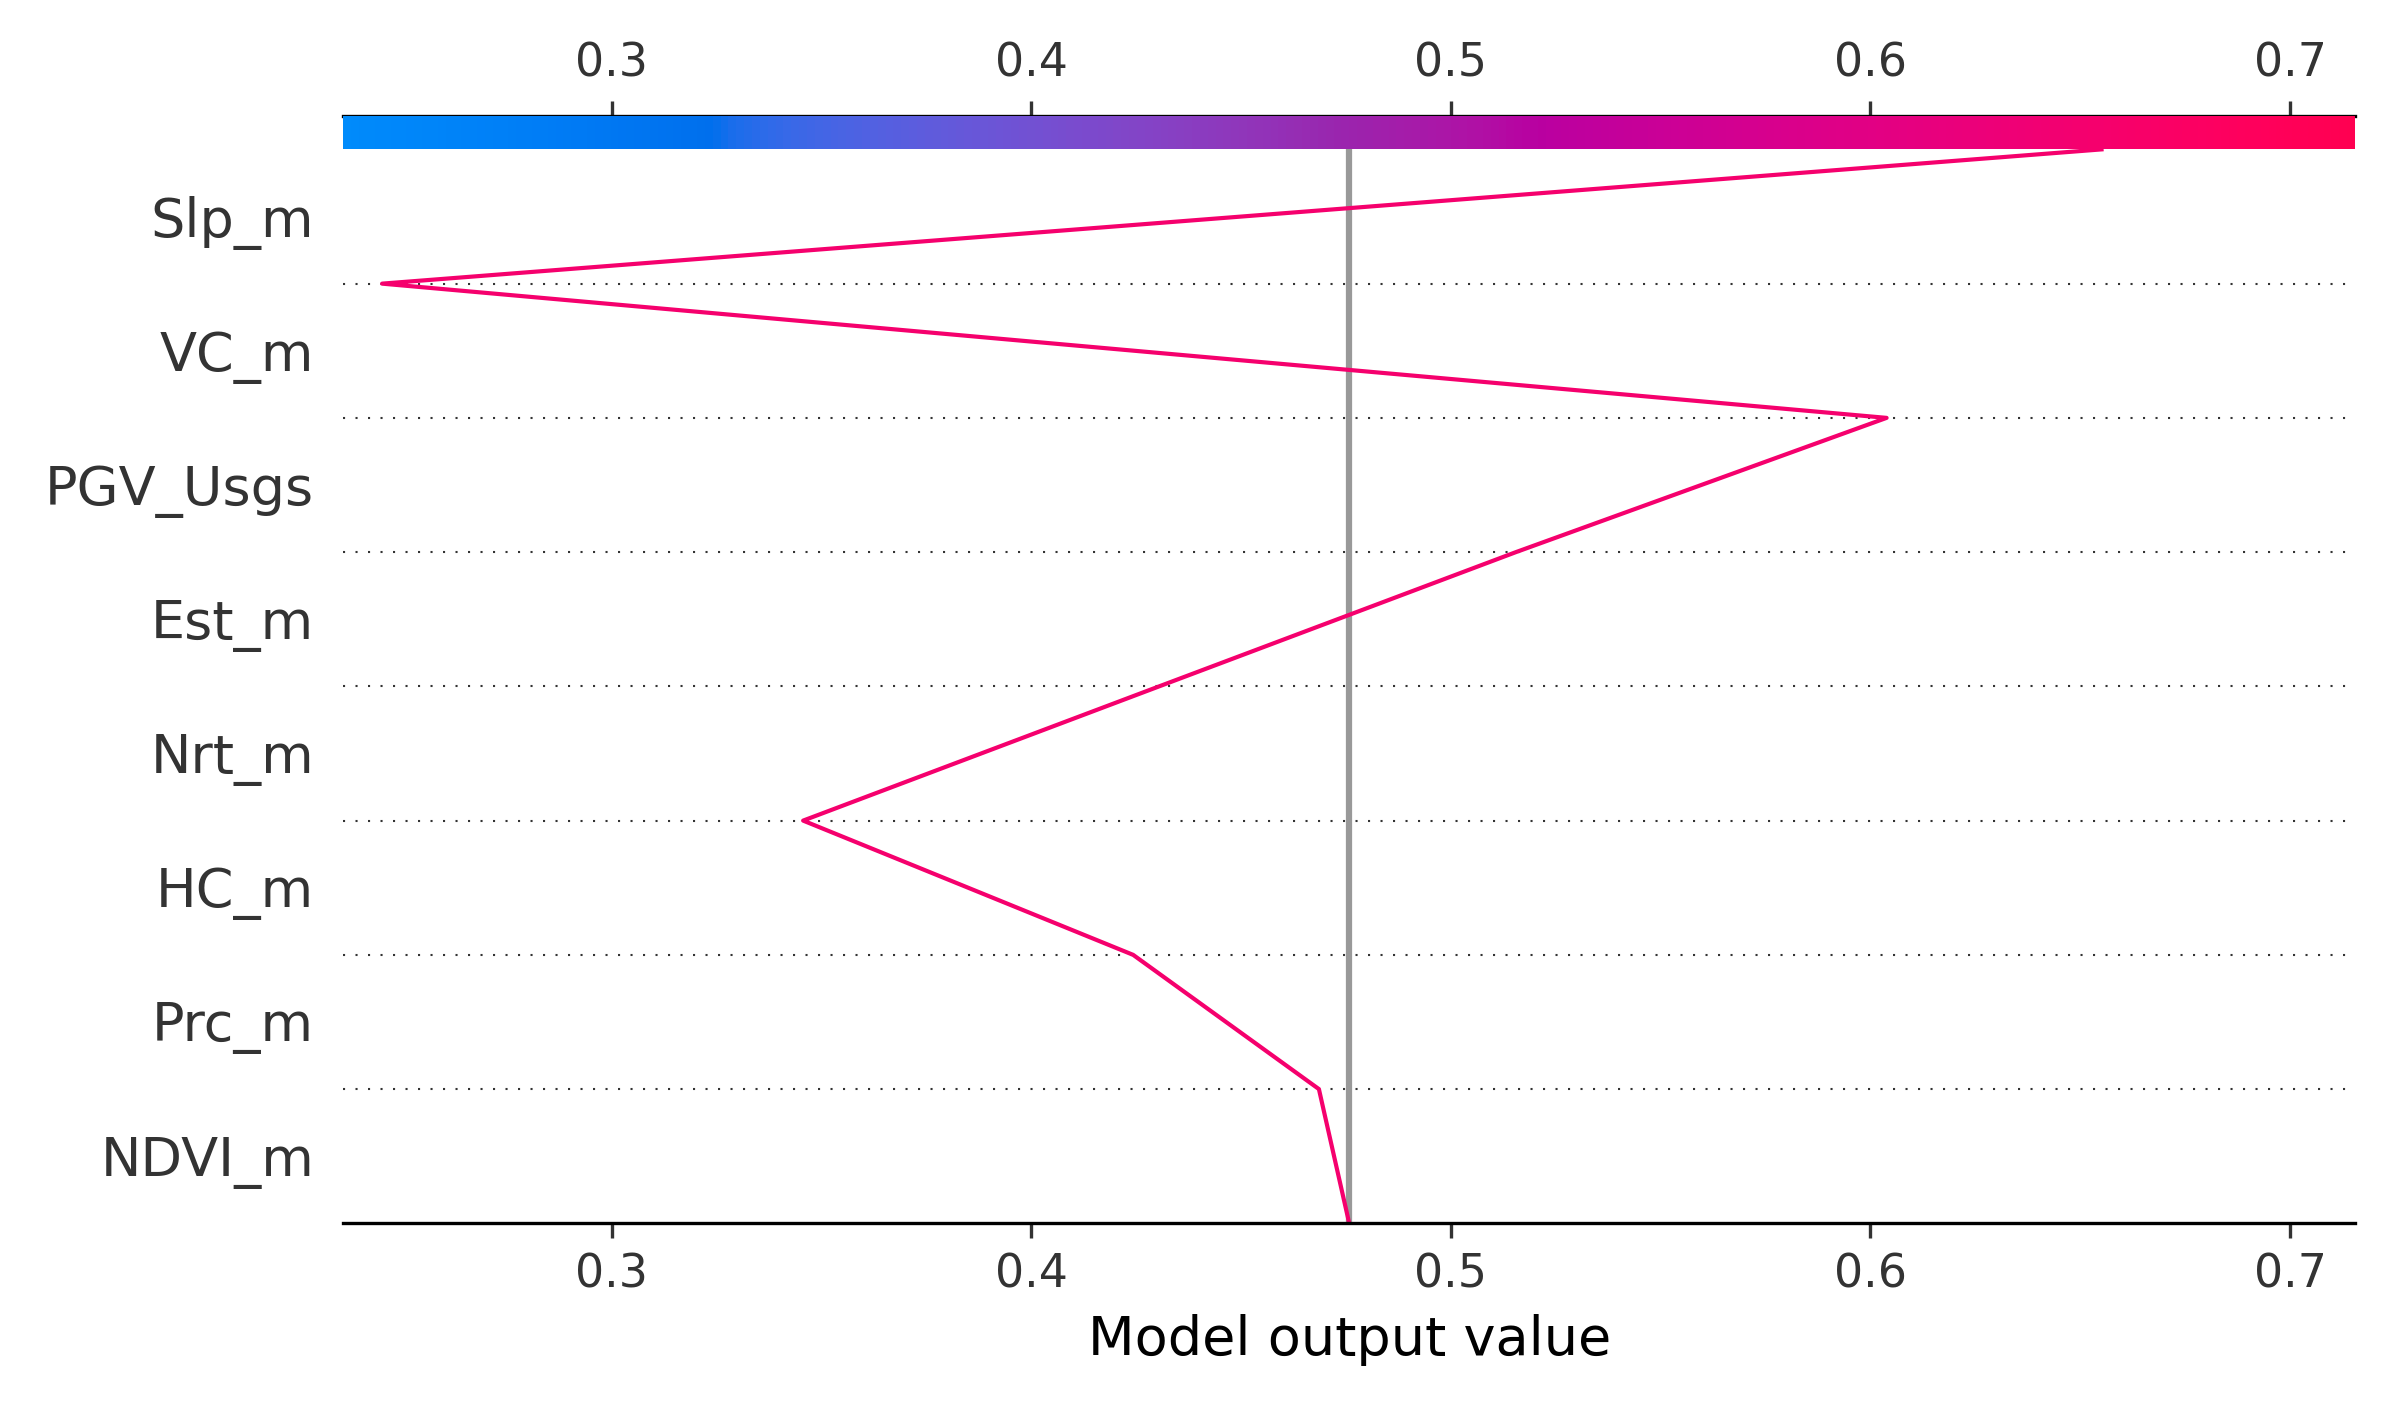 0.3 0.4 0.5 0.6 0.7
Slp_m
VC_m
PGV_Usgs
Est_m
Nrt_m
HC_m
Prc_m
NDVI_m
0.3 0.4 0.5 0.6 0.7
Model output value